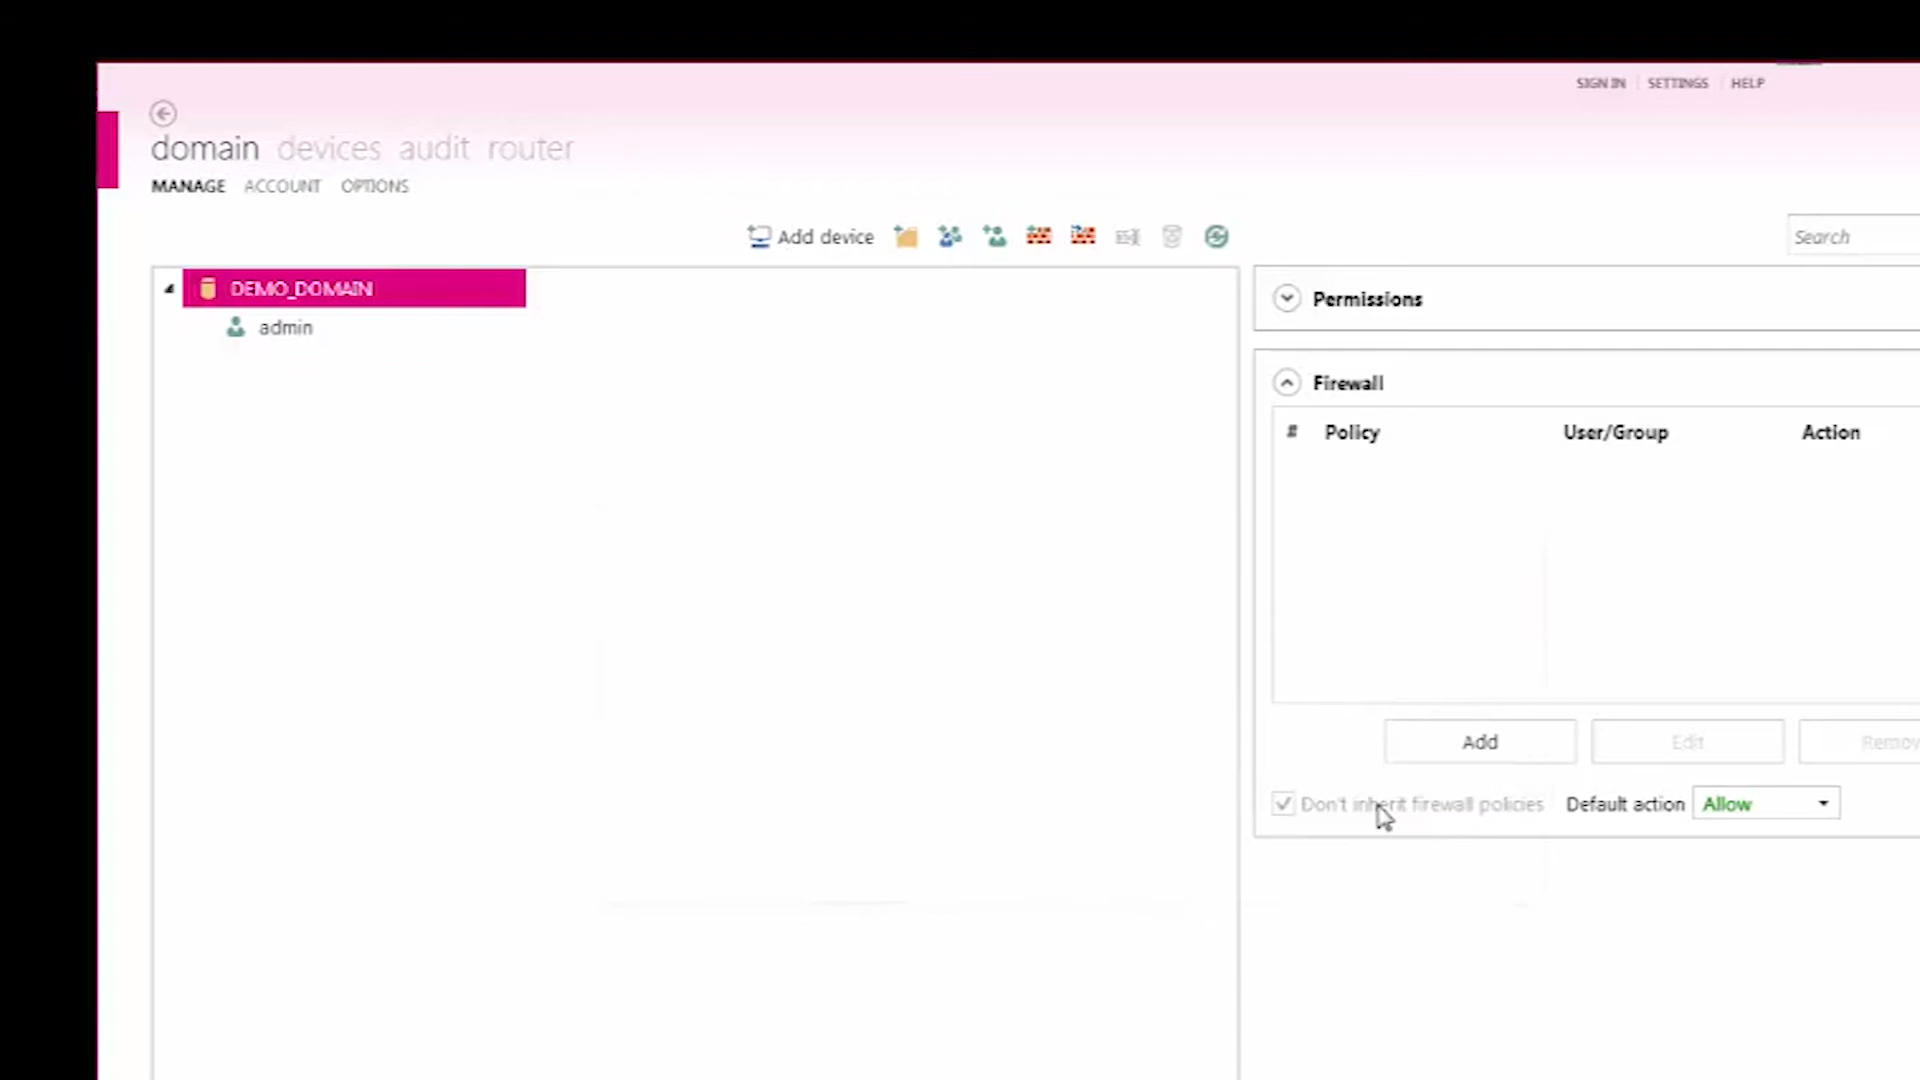 SIGN IN SETTINGS HELP
domain devices audit router
MANAGE ACCOUNT OPTIONS
Add device
Search
DEMO_DOMAIN
admin
Permissions
Firewall
# Policy User/Group Action
Add Edit Remov
Don't inherit firewall policies Default action Allow